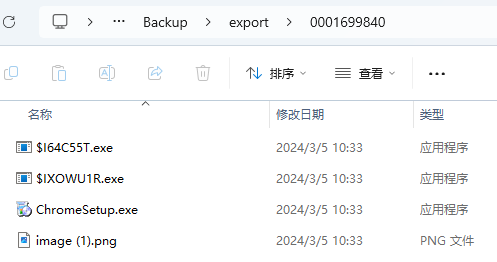 Backup > export > 0001699840
排序 查看
名称 修改日期 类型
$I64C55T.exe 2024/3/5 10:33 应用程序
$IXOWU1R.exe 2024/3/5 10:33 应用程序
ChromeSetup.exe 2024/3/5 10:33 应用程序
image (1).png 2024/3/5 10:33 PNG 文件